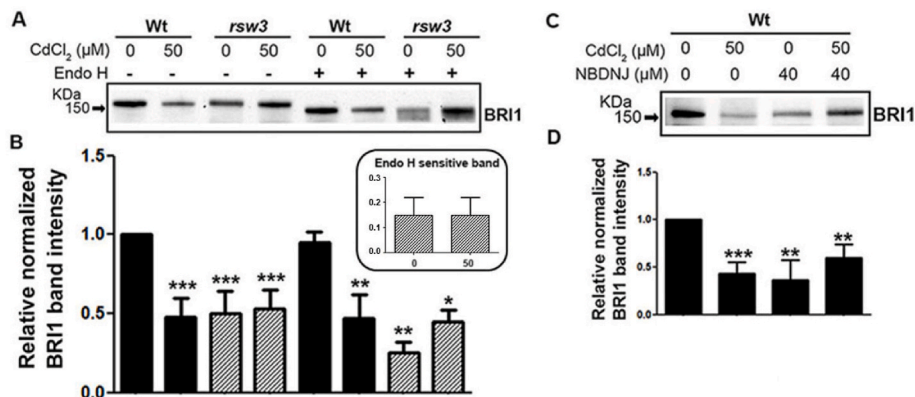 A
Wt rsw3 Wt rsw3
CdCl2 (µM) 0 50 0 50 0 50 0 50
Endo H - - - - + + + +
KDa
150
BRI1
B
Relative normalized
BRI1 band intensity
1.5
1.0
0.5
0.0
*** *** *** ** ** *
Endo H sensitive band
0.3
0.2
0.1
0.0
0 50
C
Wt
CdCl2 (µM) 0 50 0 50
NBDNJ (µM) 0 0 40 40
KDa
150
BRI1
D
Relative normalized
BRI1 band intensity
1.5
1.0
0.5
0.0
*** ** **